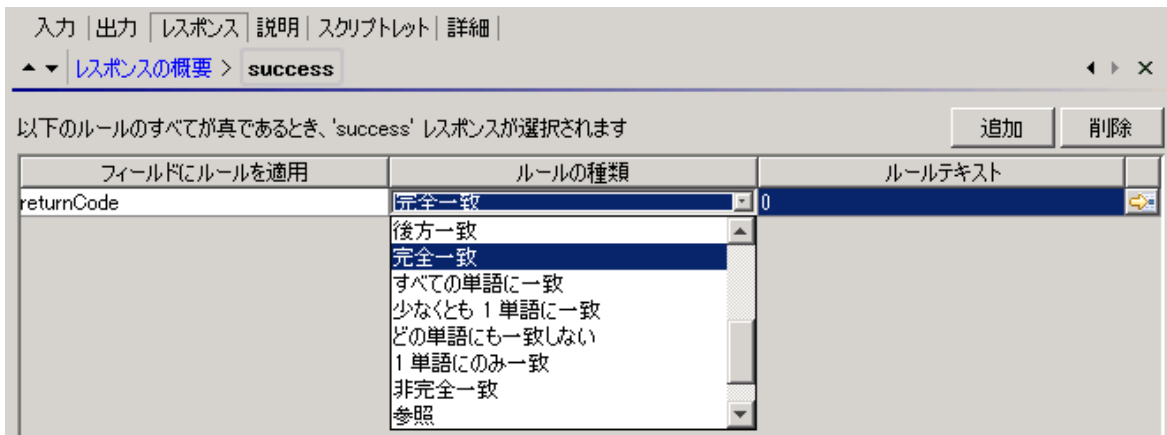 入力 | 出力 | レスポンス | 説明 | スクリプトレット | 詳細 |
レスポンスの概要 > success
以下のルールのすべてが真であるとき、'success' レスポンスが選択されます 追加 削除
フィールドにルールを適用 ルールの種類 ルールテキスト
returnCode 完全一致 0
後方一致
完全一致
すべての単語に一致
少なくとも 1 単語に一致
どの単語にも一致しない
1 単語にのみ一致
非完全一致
参照